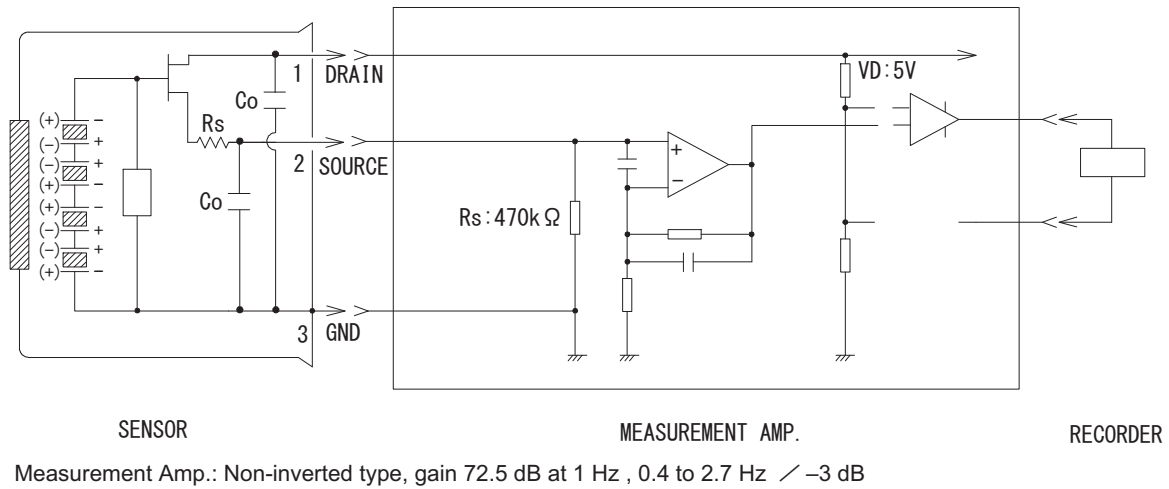 1 DRAIN
VD:5V
Co
Rs
(+) −
(−) +
(−) +
(+) −
(+) −
(−) +
(−) +
(+) −
2 SOURCE
+
−
Co
Rs:470kΩ
3 GND
SENSOR
MEASUREMENT AMP.
RECORDER
Measurement Amp.: Non-inverted type, gain 72.5 dB at 1 Hz , 0.4 to 2.7 Hz ／ –3 dB